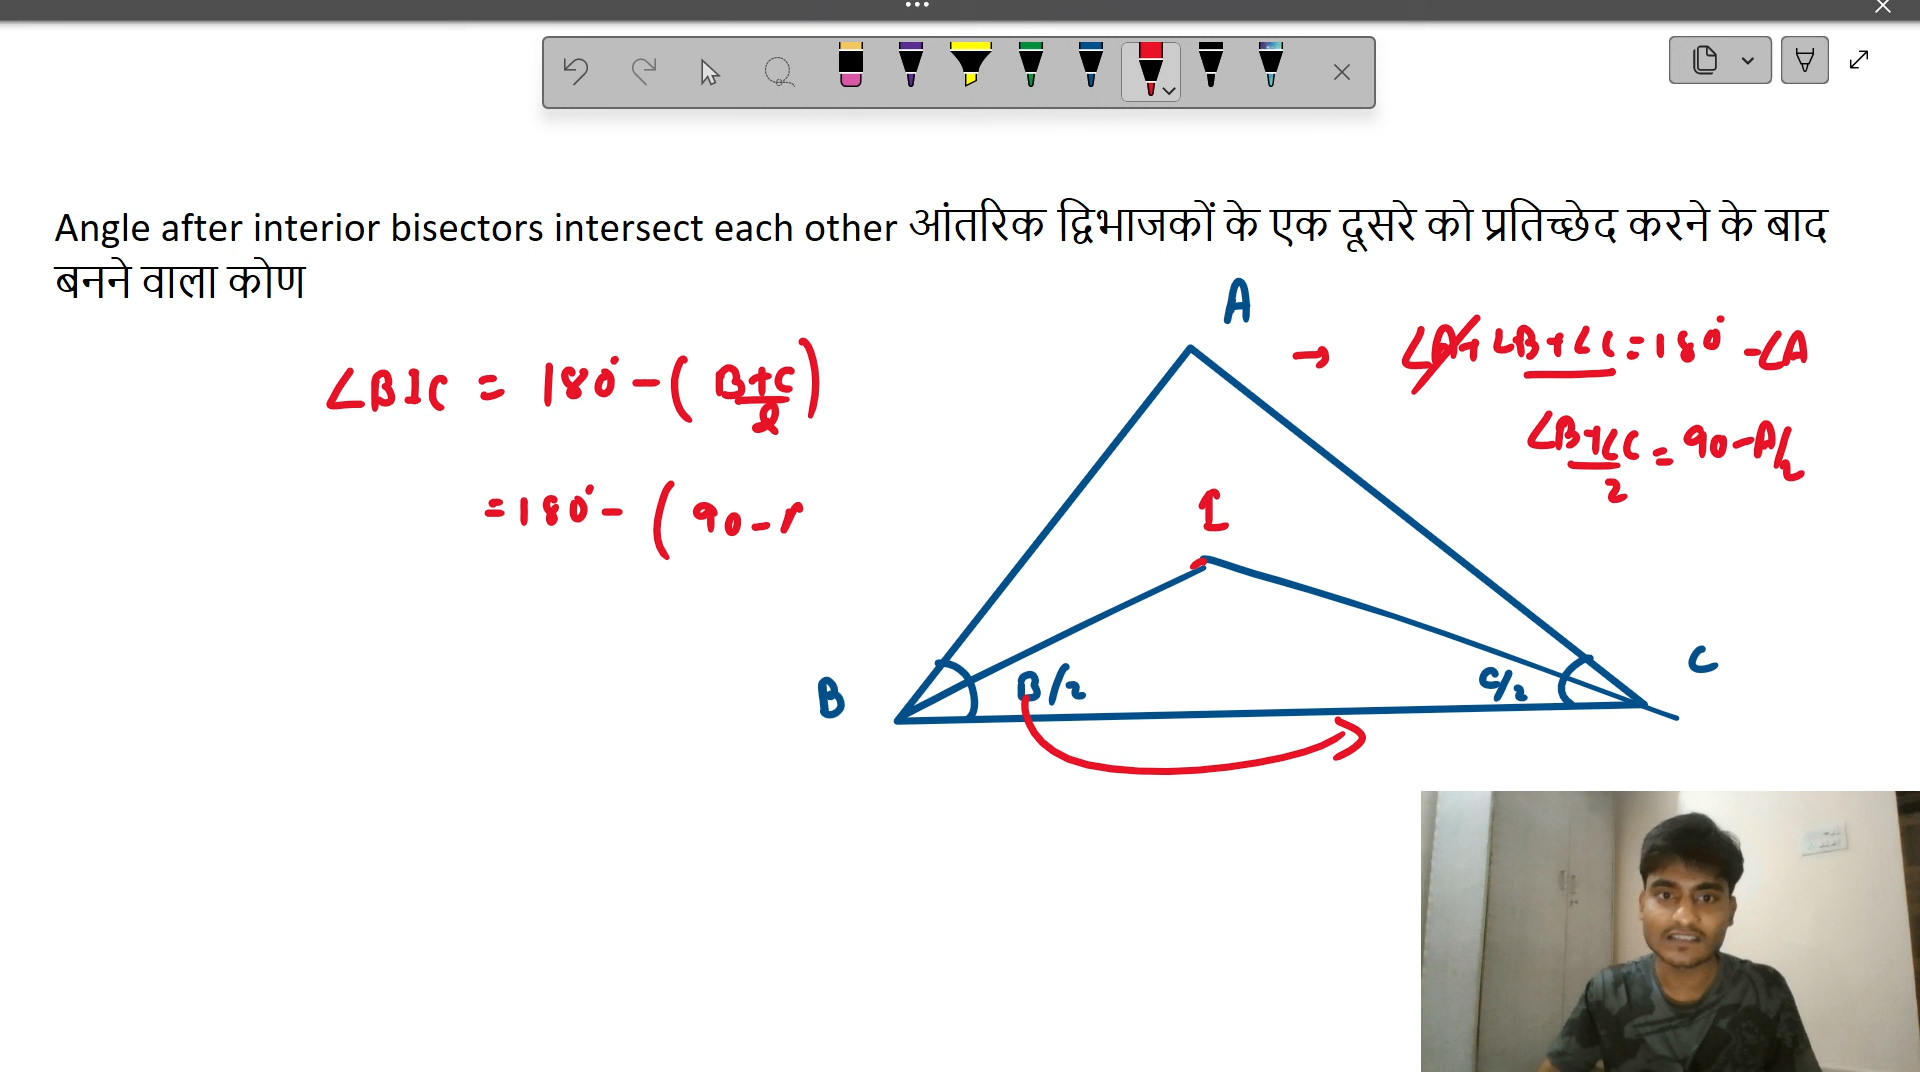 Angle after interior bisectors intersect each other आंतरिक द्विभाजकों के एक दूसरे को प्रतिच्छेद करने के बाद
बनने वाला कोण
A
→ ∠A + ∠B + ∠C = 180° - ∠A
∠BIC = 180° - (B+C/2)
∠B+∠C/2 = 90 - A/2
= 180° - ( 90 -
I
B
B/2
C/2
C